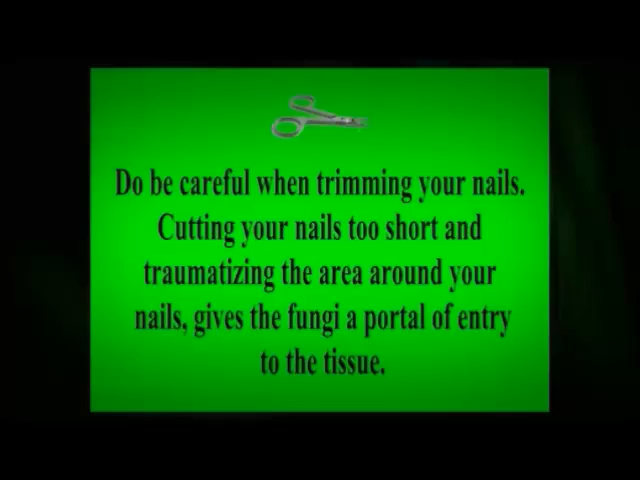 Do be careful when trimming your nails.
Cutting your nails too short and
traumatizing the area around your
nails, gives the fungi a portal of entry
to the tissue.